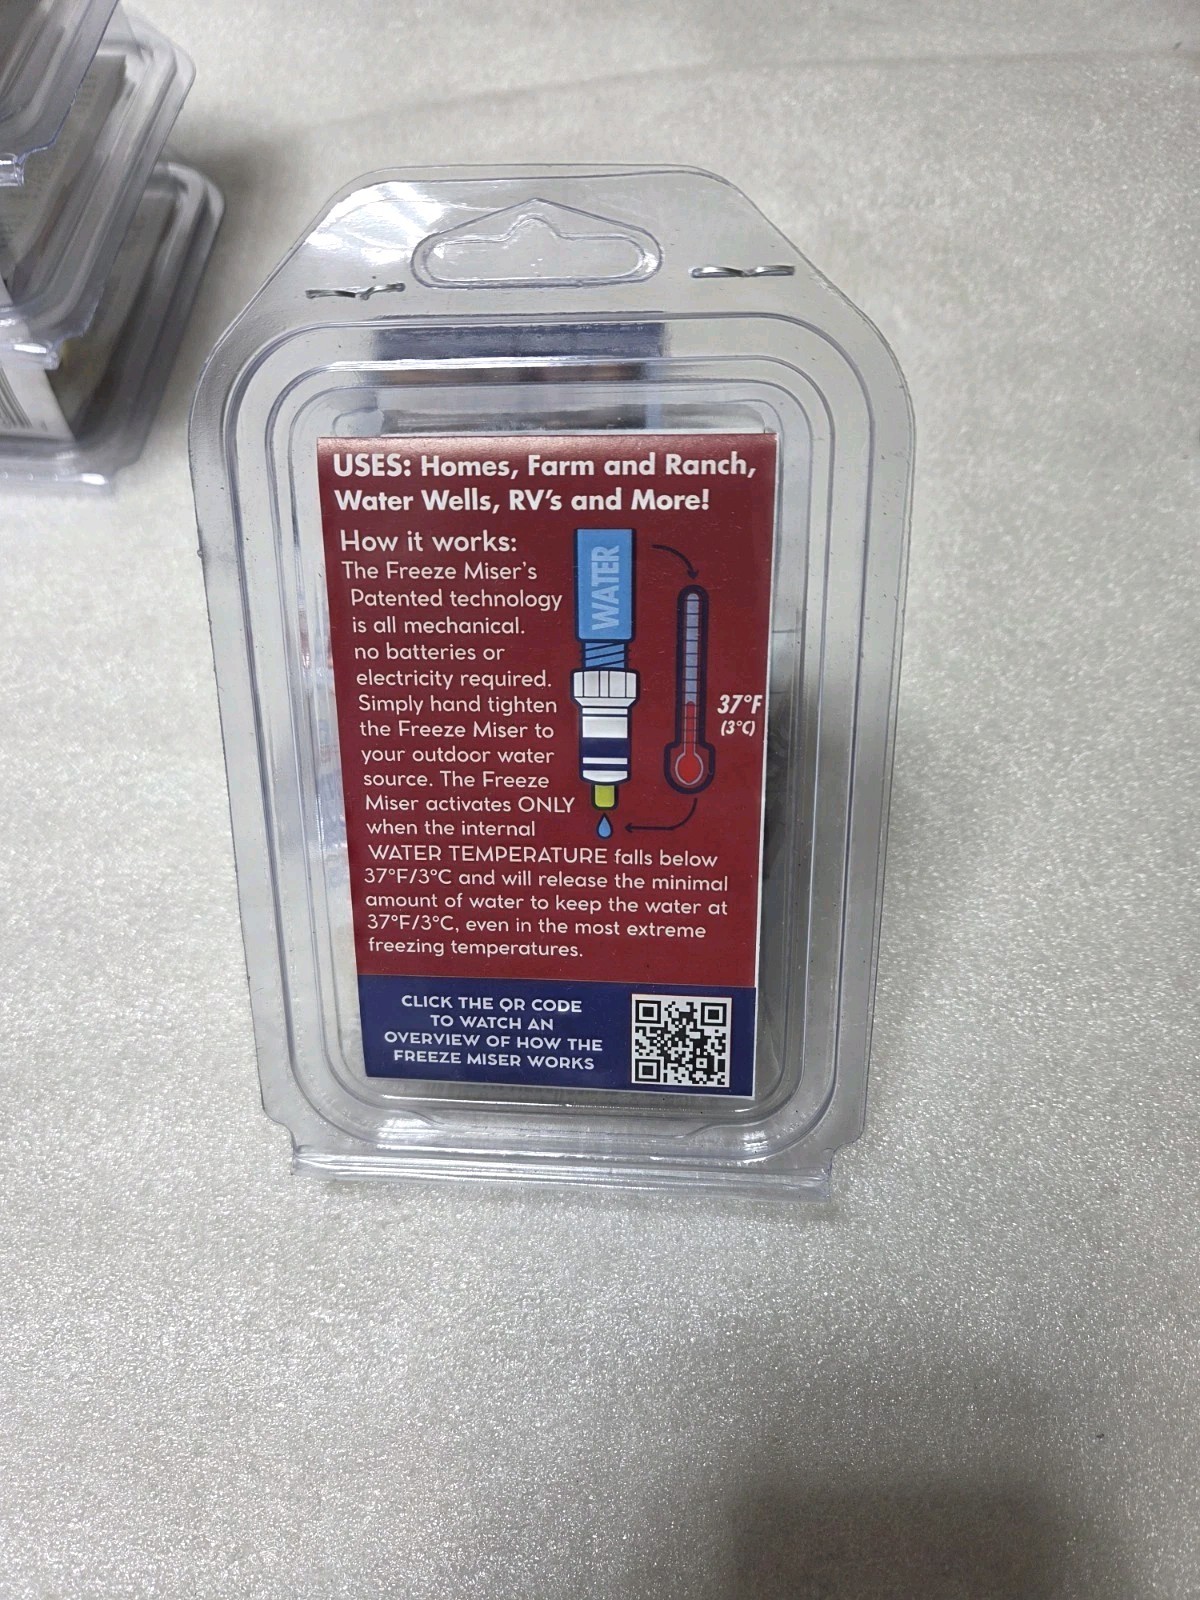 USES: Homes, Farm and Ranch,
Water Wells, RV's and More!
How it works:
The Freeze Miser's
Patented technology
is all mechanical.
no batteries or
electricity required.
Simply hand tighten
the Freeze Miser to
your outdoor water
source. The Freeze
Miser activates ONLY
when the internal
WATER TEMPERATURE falls below
37°F/3°C and will release the minimal
amount of water to keep the water at
37°F/3°C, even in the most extreme
freezing temperatures.
WATER
37°F
(3°C)
CLICK THE QR CODE
TO WATCH AN
OVERVIEW OF HOW THE
FREEZE MISER WORKS